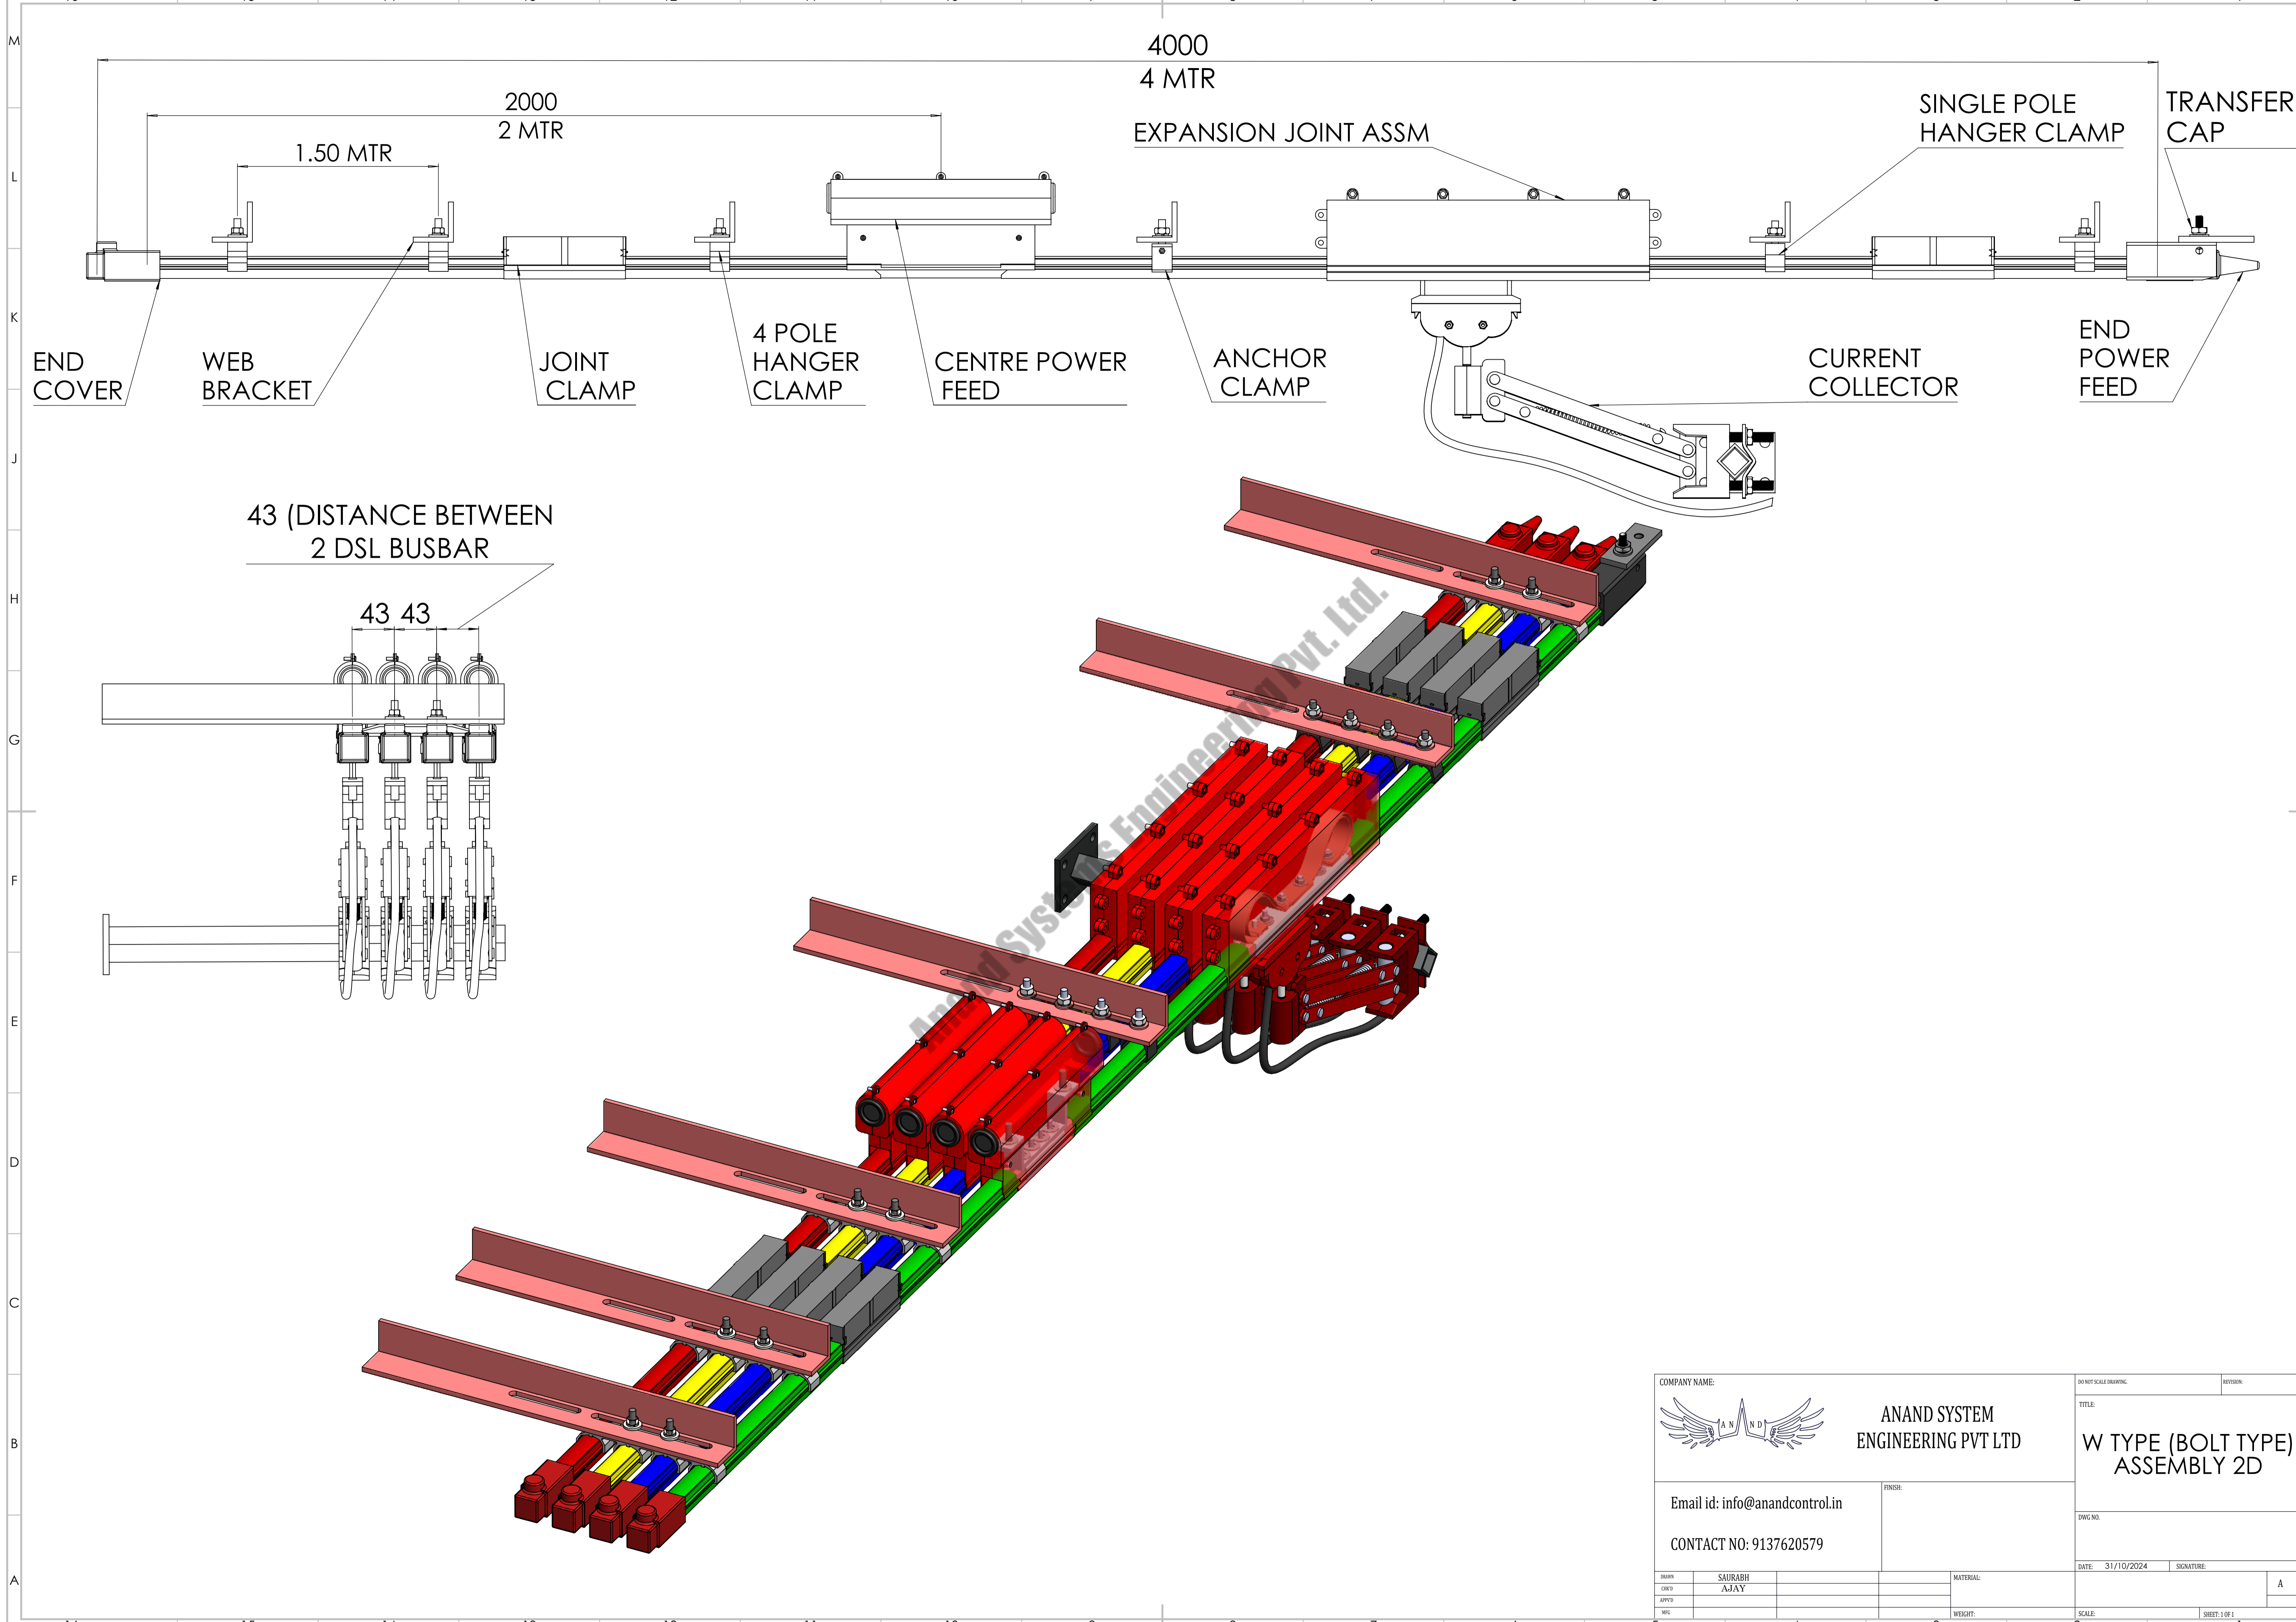 4000
4 MTR
2000
2 MTR
1.50 MTR
EXPANSION JOINT ASSM
SINGLE POLE
HANGER CLAMP
TRANSFER
CAP
END
COVER
WEB
BRACKET
JOINT
CLAMP
4 POLE
HANGER
CLAMP
CENTRE POWER
FEED
ANCHOR
CLAMP
CURRENT
COLLECTOR
END
POWER
FEED
43 (DISTANCE BETWEEN
2 DSL BUSBAR
43 43
Anand Systems Engineering Pvt. Ltd.
M
L
K
J
H
G
F
E
D
C
B
A
COMPANY NAME:
A N N D
ANAND SYSTEM
ENGINEERING PVT LTD
Email id: info@anandcontrol.in
CONTACT NO: 9137620579
FINISH:
DO NOT SCALE DRAWING
REVISION:
TITLE:
W TYPE (BOLT TYPE)
ASSEMBLY 2D
DWG NO.
DATE: 31/10/2024
SIGNATURE:
DRAWN SAURABH
CHK'D AJAY
APPV'D
MFG
MATERIAL:
WEIGHT:
A
SCALE:
SHEET: 1 OF 1